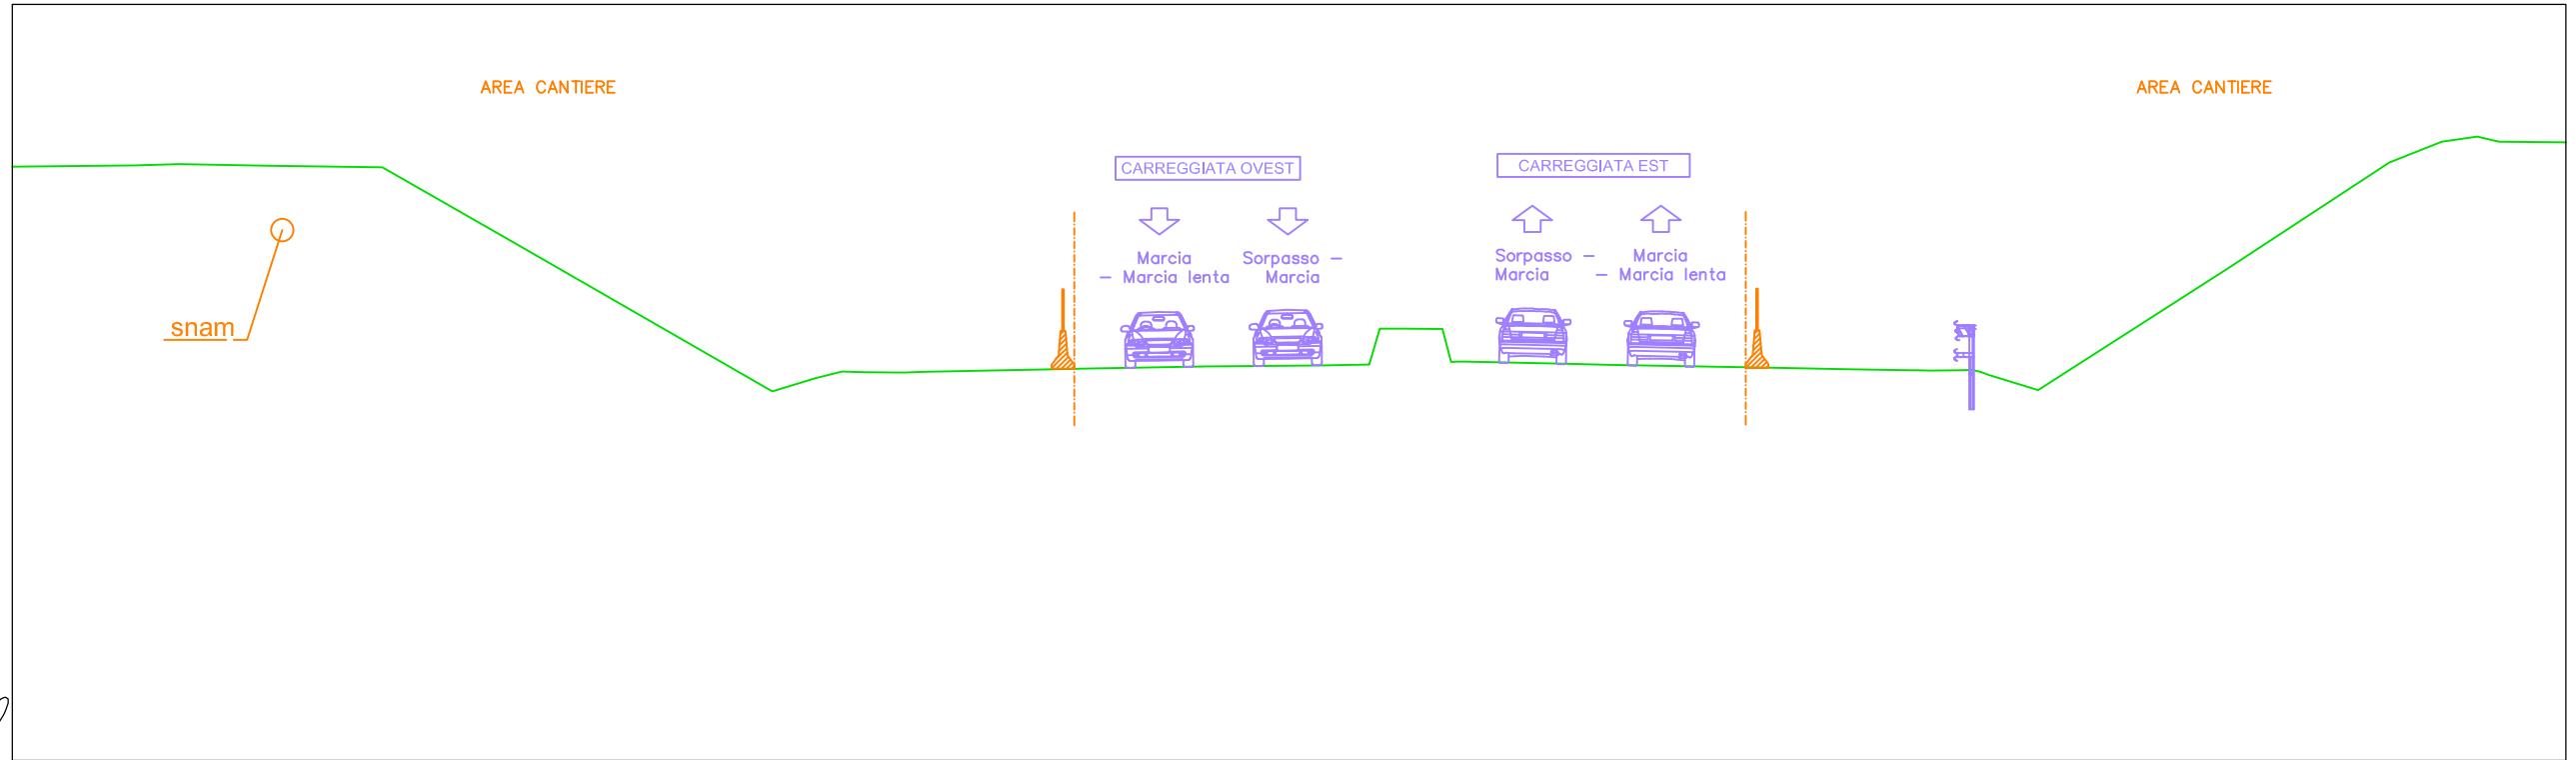 AREA CANTIERE
AREA CANTIERE
CARREGGIATA OVEST
CARREGGIATA EST
Marcia
– Marcia lenta
Sorpasso –
Marcia
Sorpasso –
Marcia
Marcia
– Marcia lenta
snam